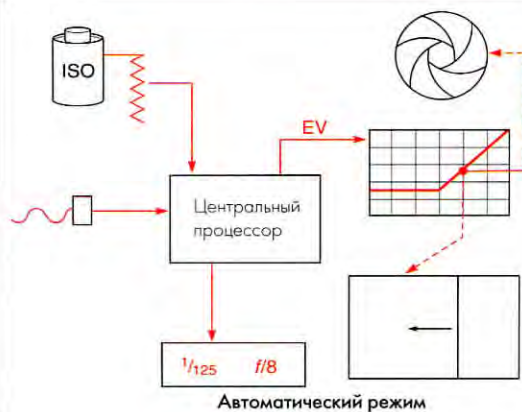 ISO
EV
Центральный
процессор
1/125 f/8
Автоматический режим